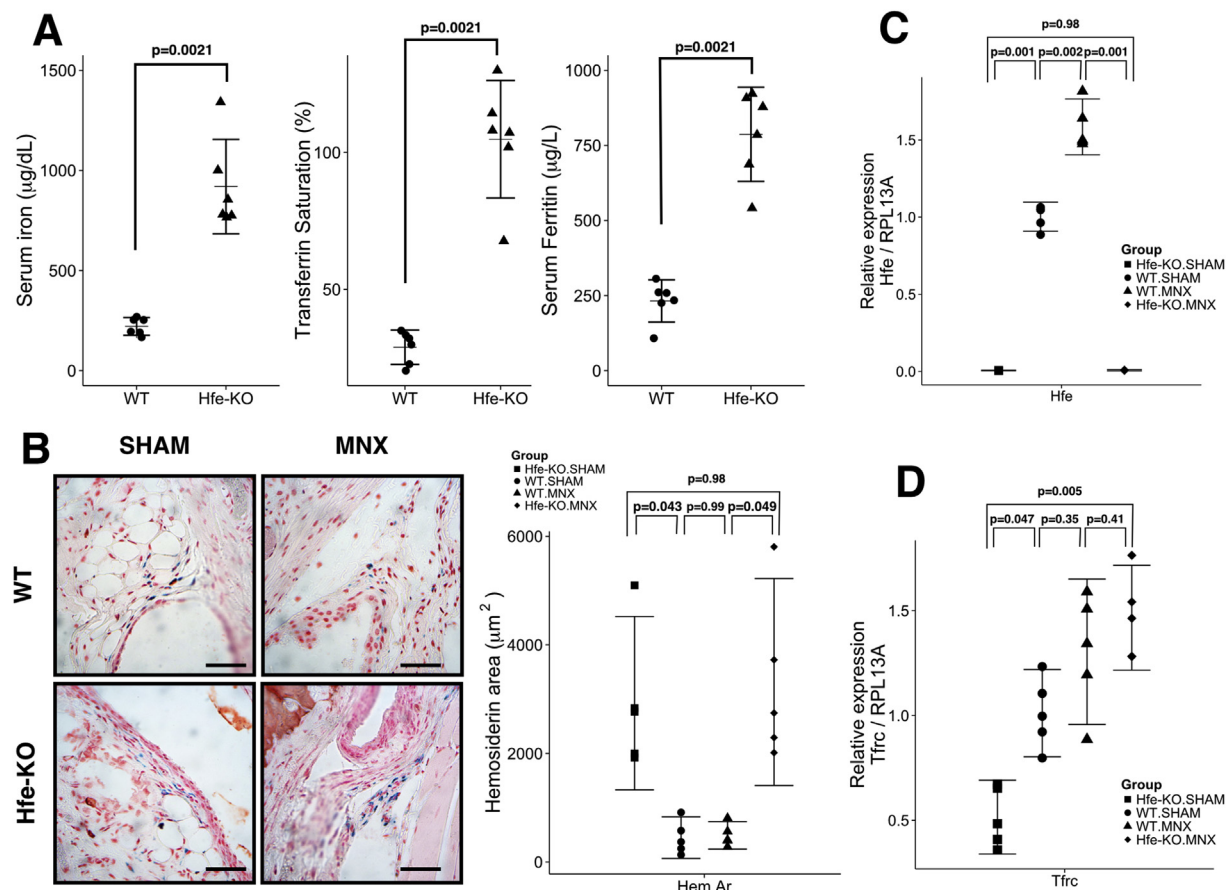 A
p=0.0021
1500
1000
500
0
Serum iron (µg/dL)
WT
Hfe-KO
p=0.0021
100
50
Transferrin Saturation (%)
WT
Hfe-KO
p=0.0021
1000
750
500
250
0
Serum Ferritin (µg/L)
WT
Hfe-KO
C
p=0.98
p=0.001
p=0.002
p=0.001
1.5
1.0
0.5
0.0
Relative expression
Hfe / RPL13A
Hfe
Group
Hfe-KO.SHAM
WT.SHAM
WT.MNX
Hfe-KO.MNX
B
SHAM
MNX
WT
Hfe-KO
Group
Hfe-KO.SHAM
WT.SHAM
WT.MNX
Hfe-KO.MNX
p=0.98
p=0.043
p=0.99
p=0.049
6000
4000
2000
0
Hemosiderin area (µm²)
Hem.Ar
D
p=0.005
p=0.047
p=0.35
p=0.41
1.5
1.0
0.5
Relative expression
Tfrc / RPL13A
Tfrc
Group
Hfe-KO.SHAM
WT.SHAM
WT.MNX
Hfe-KO.MNX